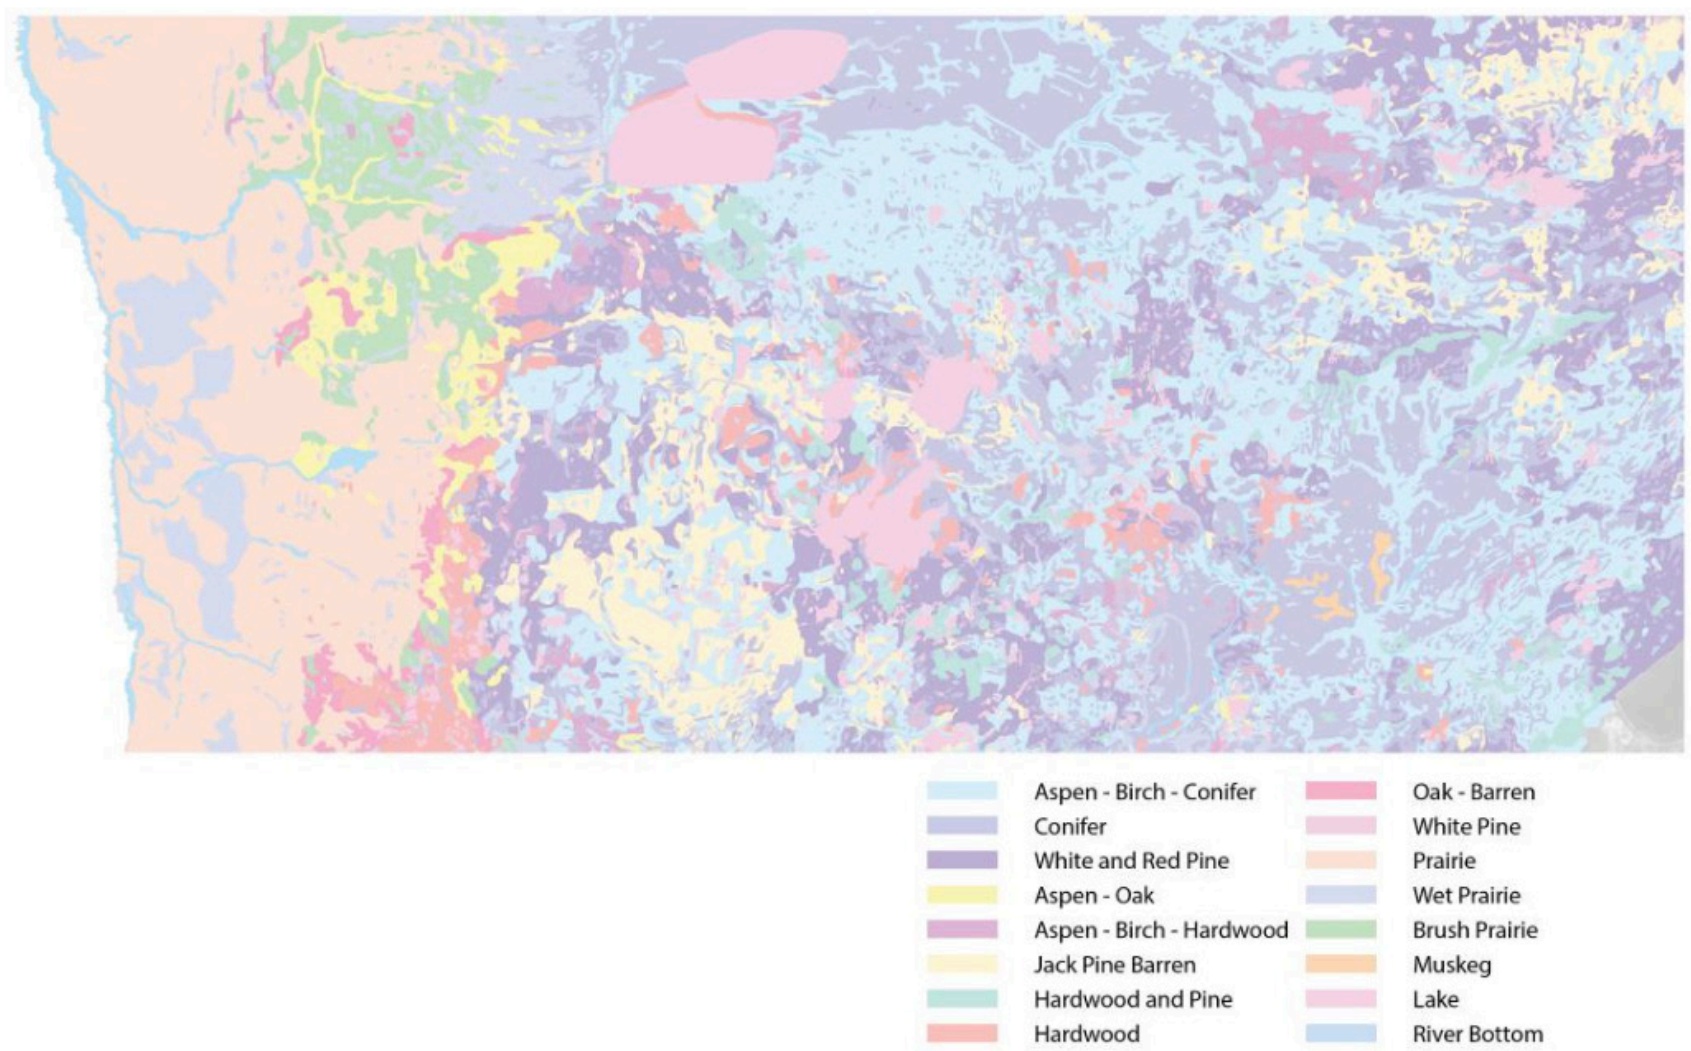 Aspen - Birch - Conifer
Conifer
White and Red Pine
Aspen - Oak
Aspen - Birch - Hardwood
Jack Pine Barren
Hardwood and Pine
Hardwood
Oak - Barren
White Pine
Prairie
Wet Prairie
Brush Prairie
Muskeg
Lake
River Bottom